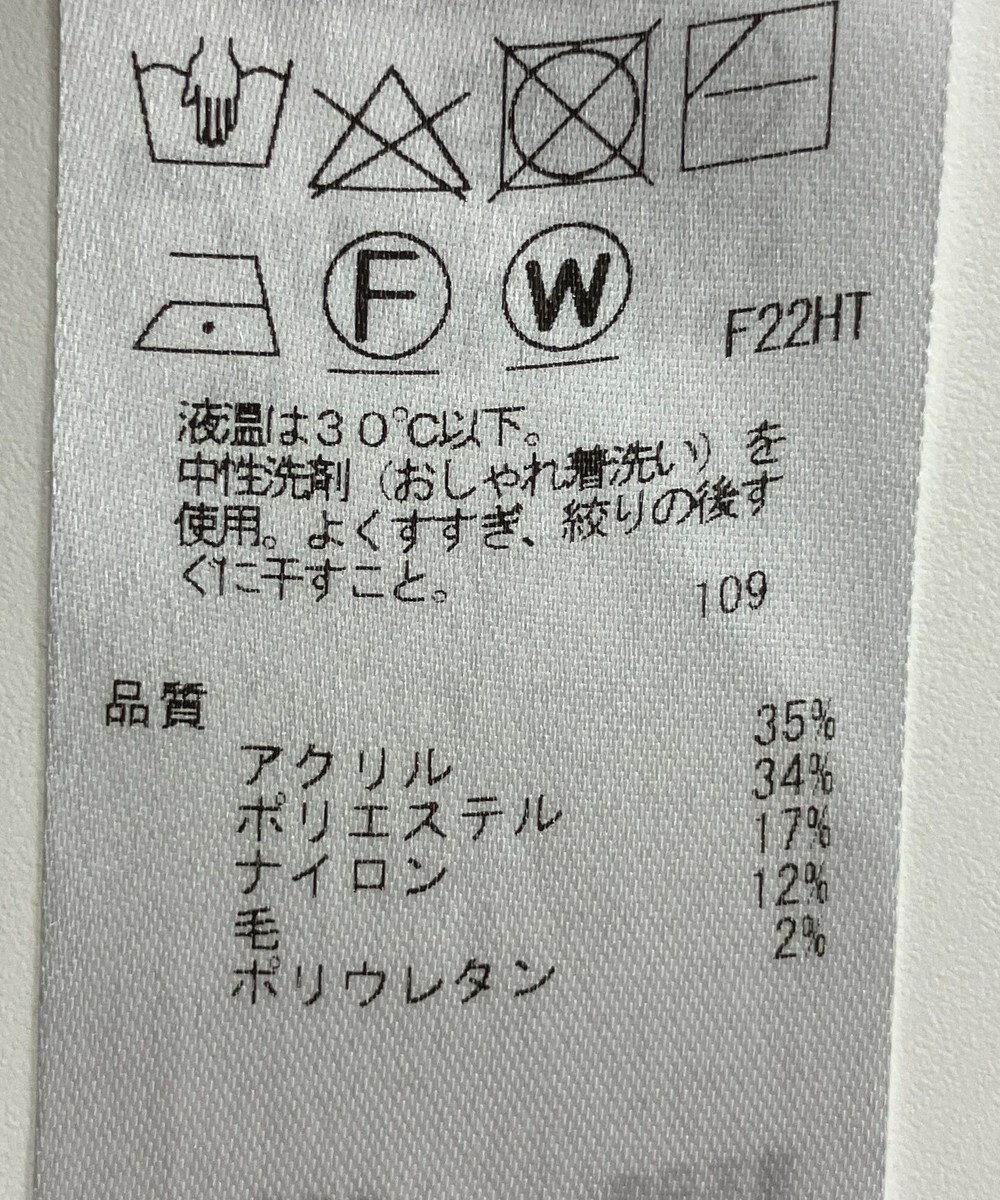 F
W
F22HT
液温は30℃以下。
中性洗剤（おしゃれ着洗い）を
使用。よくすすぎ、絞りの後す
ぐに干すこと。
109
品質
アクリル 35%
ポリエステル 34%
ナイロン 17%
毛 12%
ポリウレタン 2%